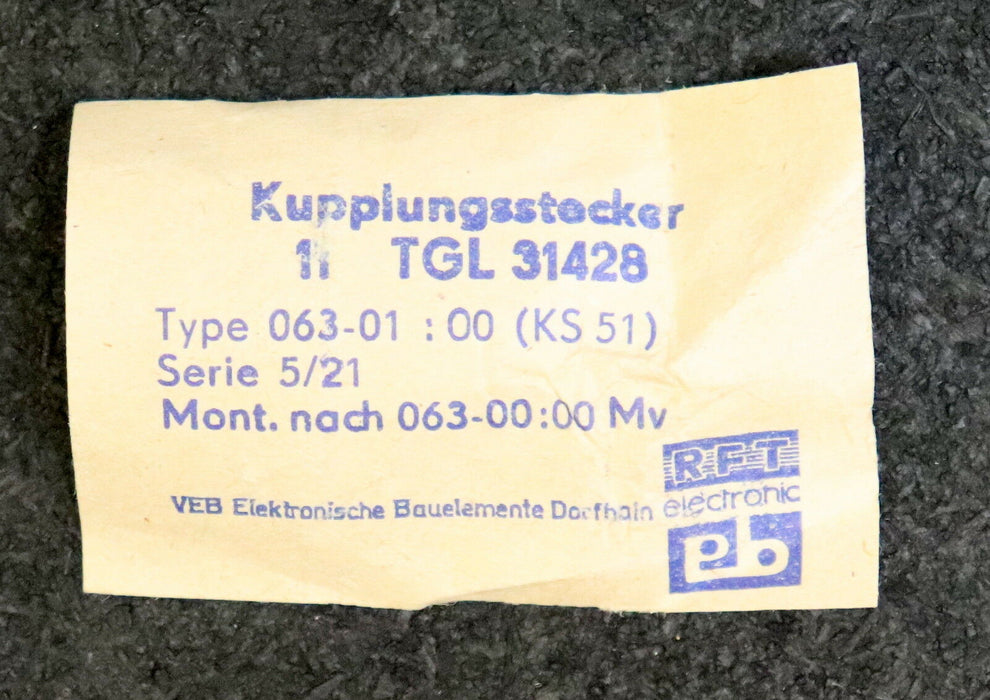 Kupplungsstecker
11 TGL 31428
Type 063-01 : 00 (KS 51)
Serie 5/21
Mont. nach 063-00:00 Mv
RFT
VEB Elektronische Bauelemente Dorfhain electronic
eb